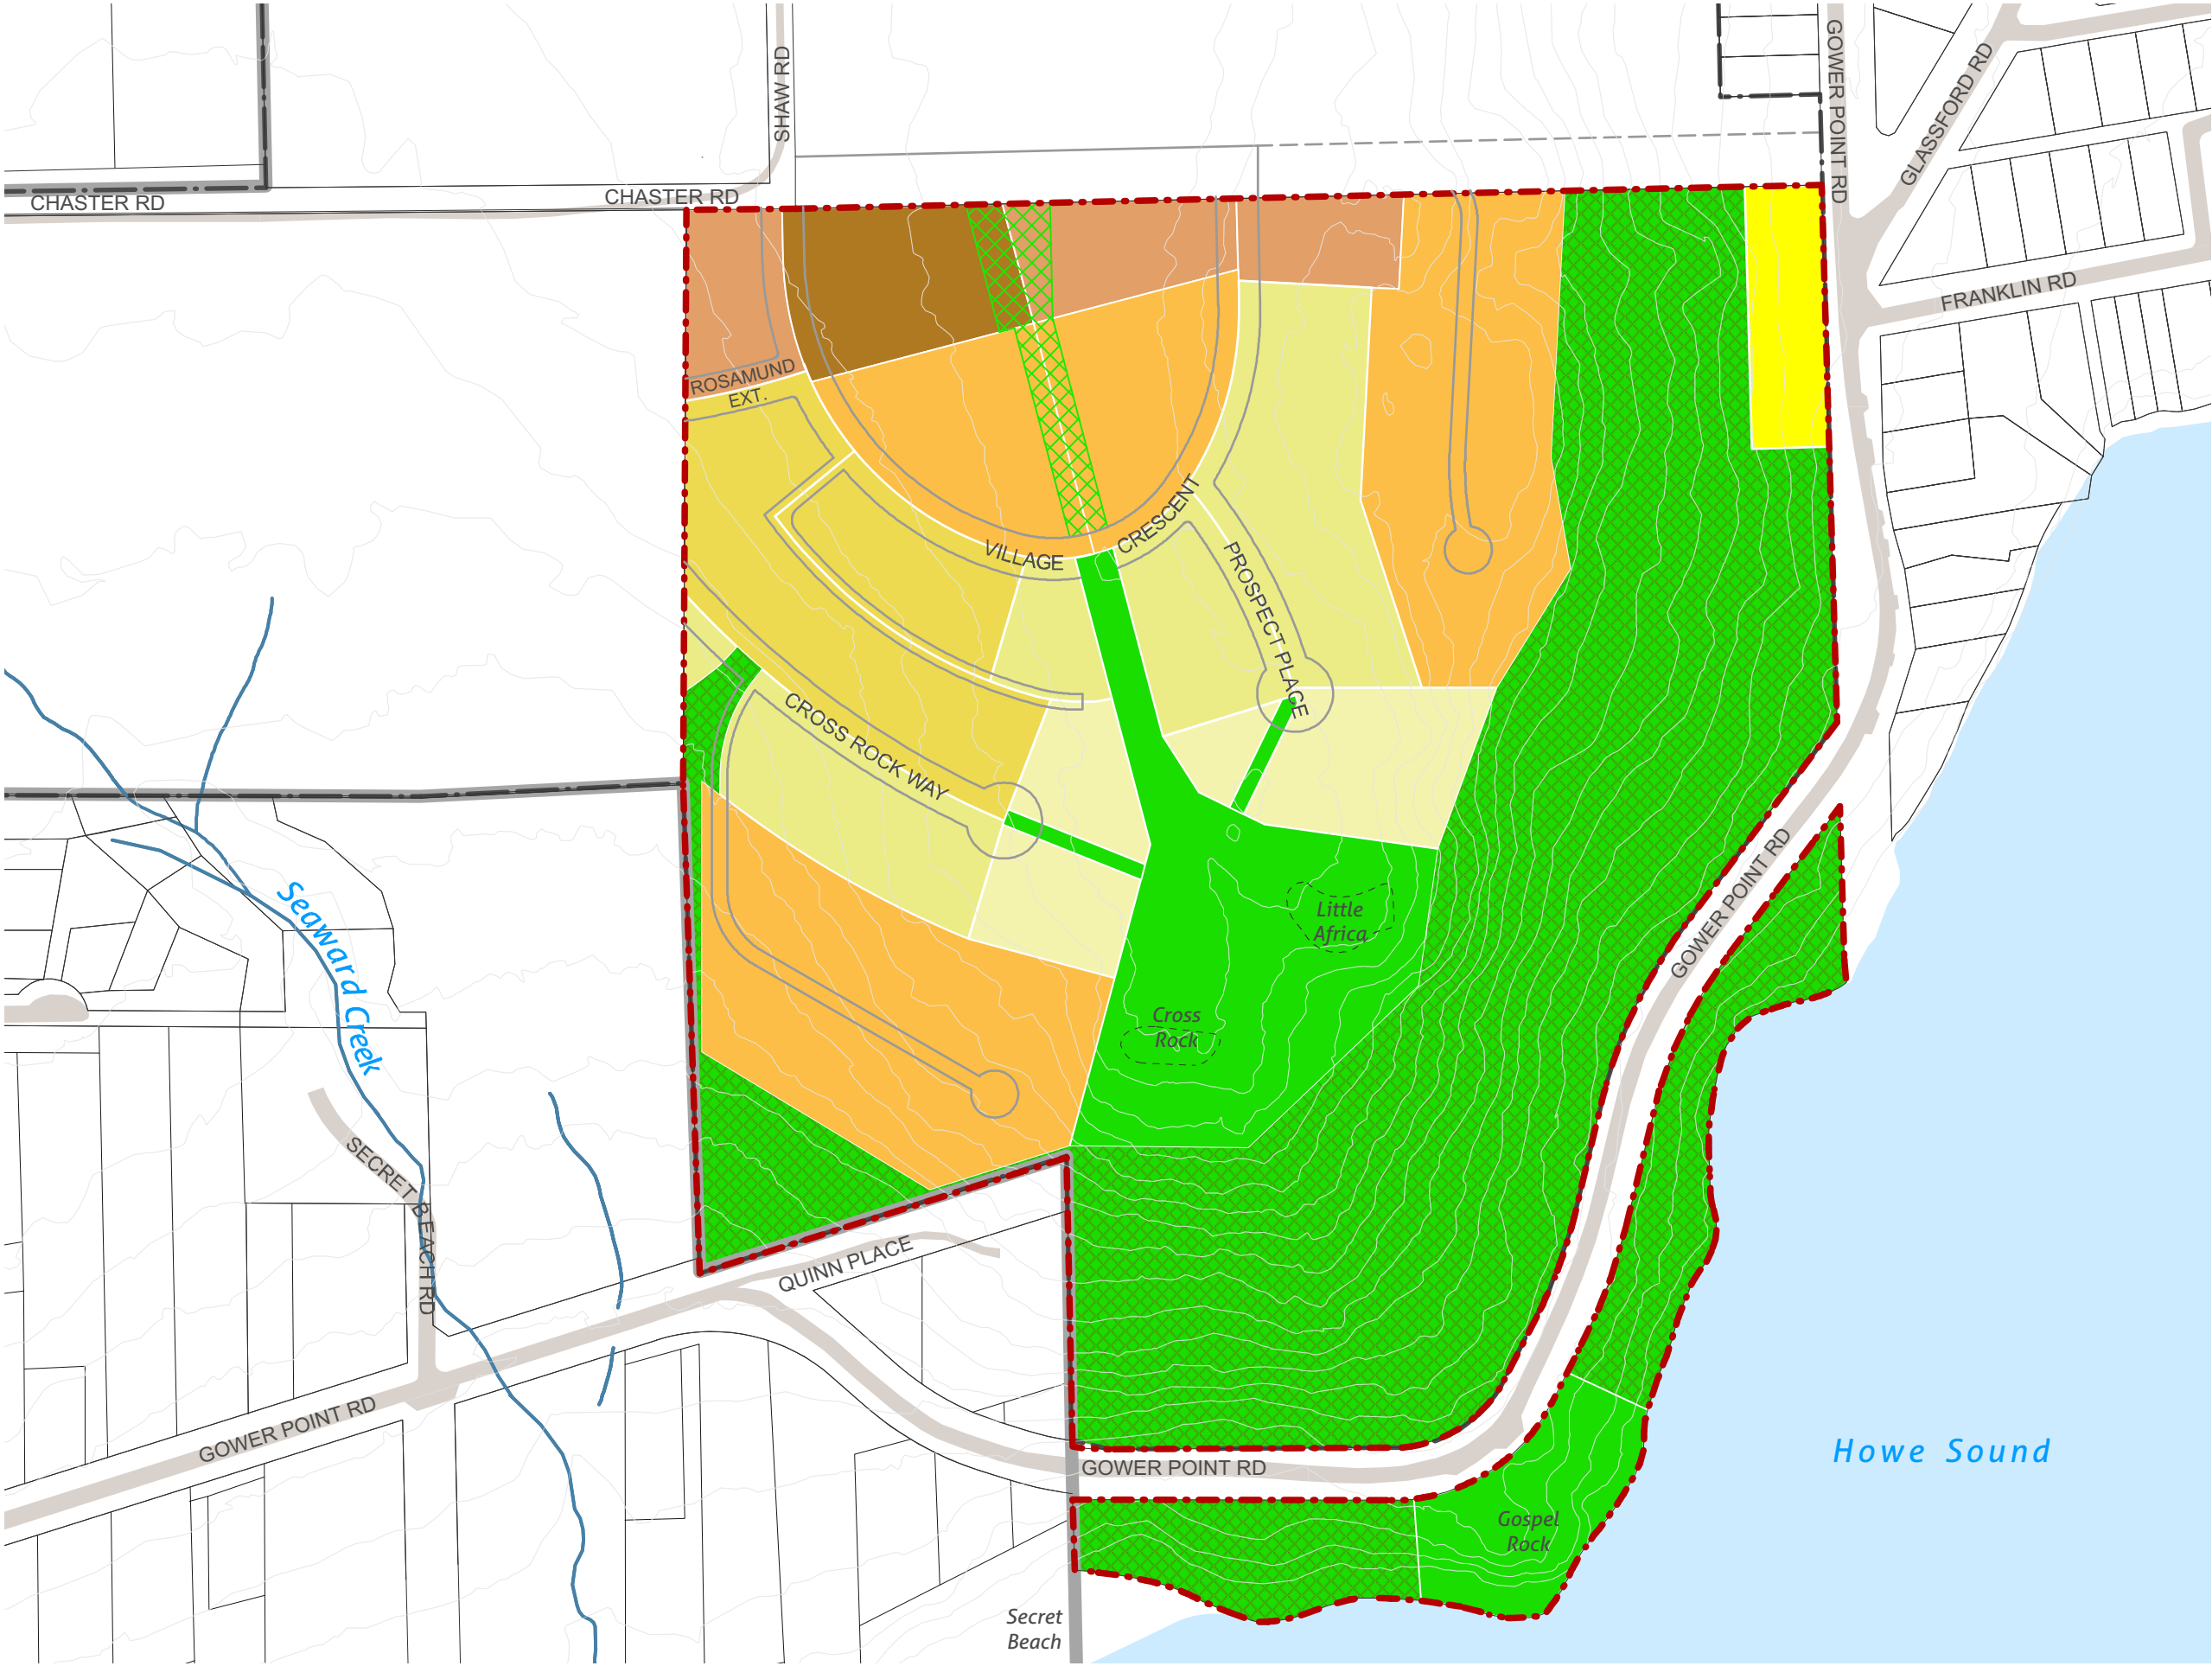 SHAW RD
GOWER POINT RD
GLASSFORD RD
CHASTER RD
CHASTER RD
FRANKLIN RD
ROSAMUND
EXT.
VILLAGE
CRESCENT
PROSPECT PLACE
CROSS ROCK WAY
Seaward Creek
Little
Africa
GOWER POINT RD
Cross
Rock
SECRET BEACH RD
QUINN PLACE
GOWER POINT RD
GOWER POINT RD
Howe Sound
Gospel
Rock
Secret
Beach